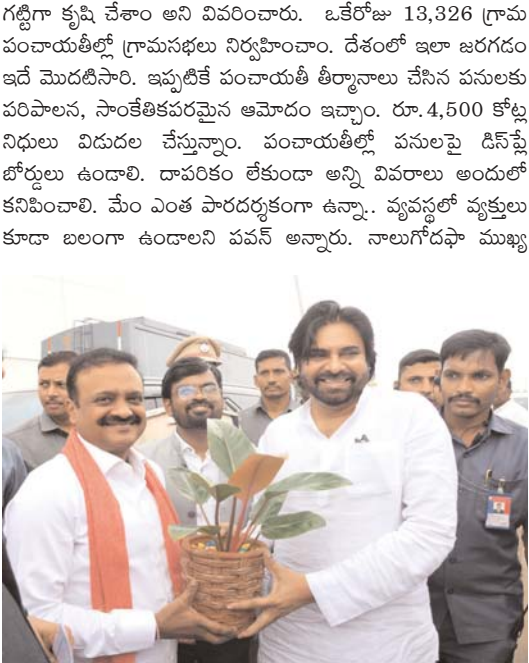 గట్టిగా కృషి చేశాం అని వివరించారు. ఒకేరోజు 13,326 గ్రామ
పంచాయతీల్లో గ్రామసభలు నిర్వహించాం. దేశంలో ఇలా జరగడం
ఇదే మొదటిసారి. ఇప్పటికే పంచాయతీ తీర్మానాలు చేసిన పనులకు
పరిపాలన, సాంకేతికపరమైన ఆమోదం ఇచ్చాం. రూ.4,500 కోట్ల
నిధులు విడుదల చేస్తున్నాం. పంచాయతీల్లో పనులపై డిస్‌ప్లే
బోర్డులు ఉండాలి. దాపరికం లేకుండా అన్ని వివరాలు అందులో
కనిపించాలి. మేం ఎంత పారదర్శకంగా ఉన్నా.. వ్యవస్థలో వ్యక్తులు
కూడా బలంగా ఉండాలని పవన్ అన్నారు. నాలుగోదఫా ముఖ్య